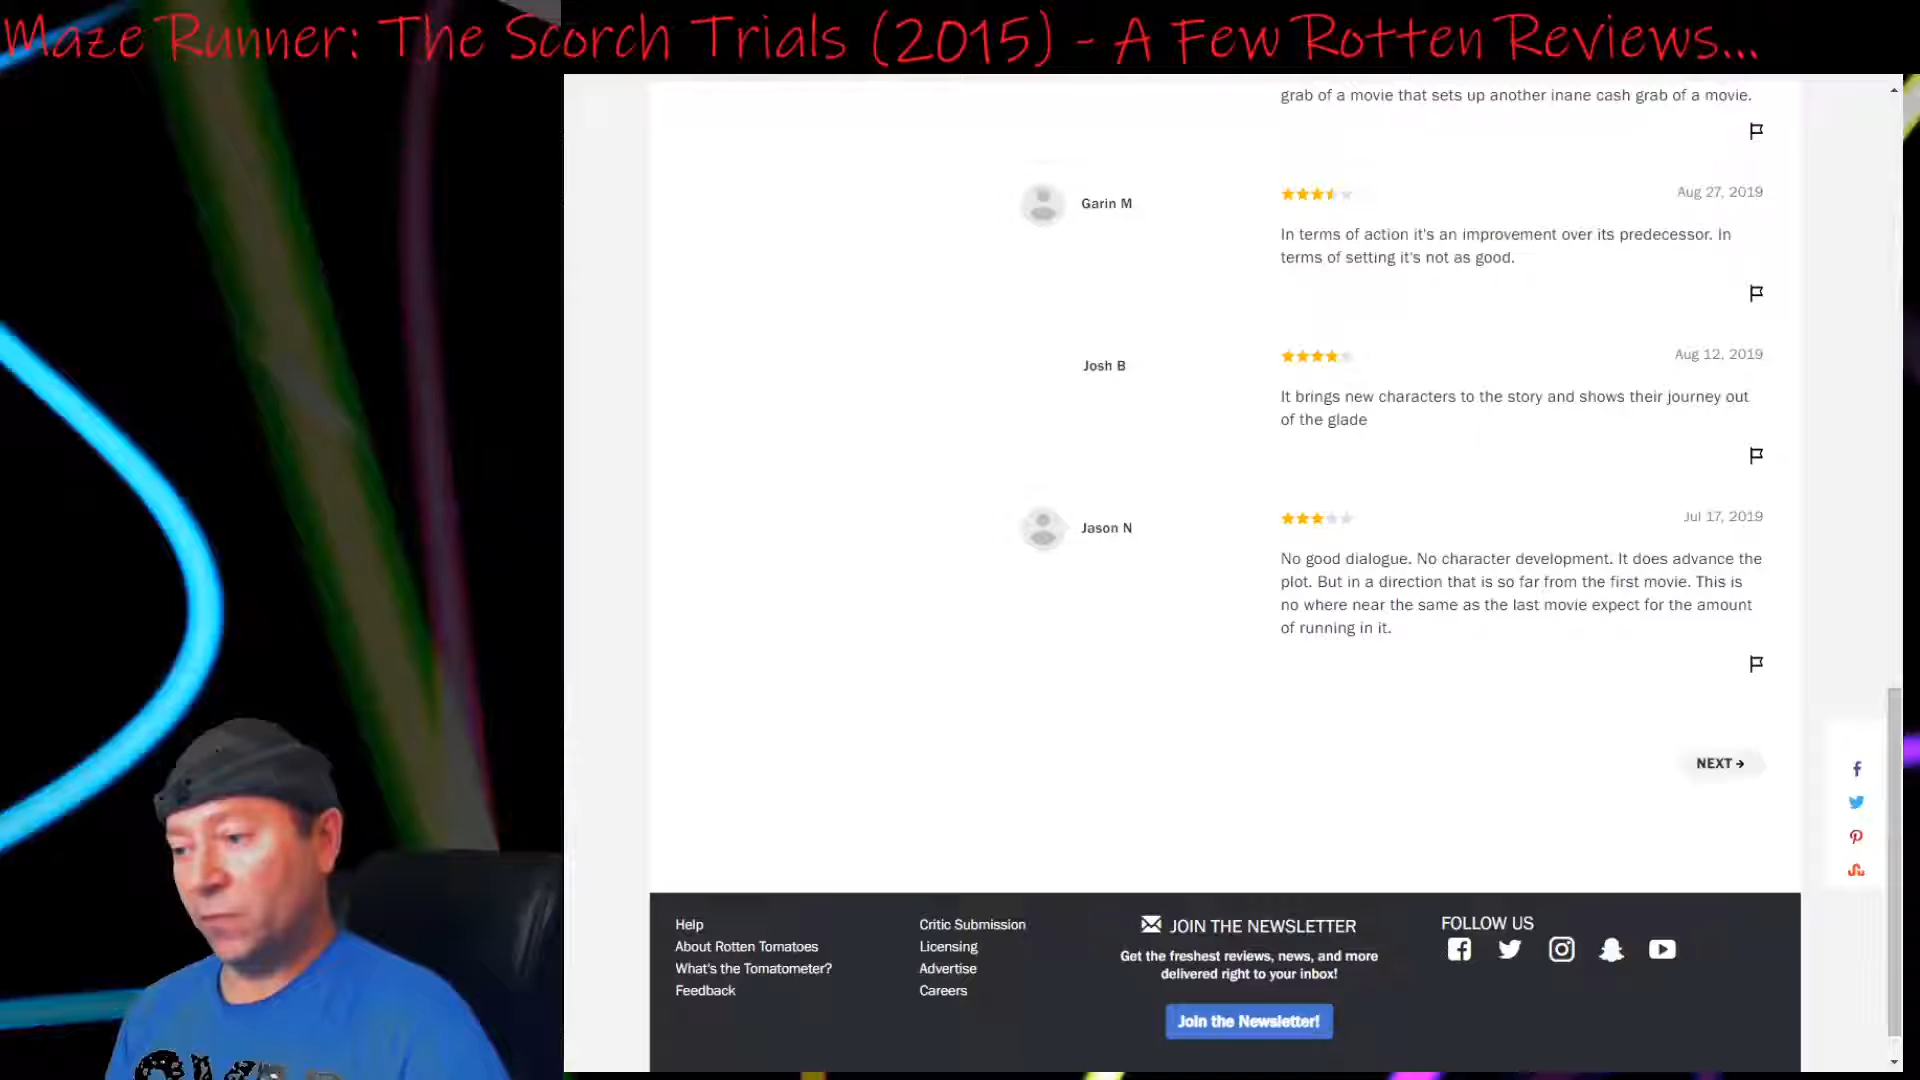 Maze Runner: The Scorch Trials (2015) - A Few Rotten Reviews...
grab of a movie that sets up another inane cash grab of a movie.
Garin M
Aug 27, 2019
In terms of action it's an improvement over its predecessor. In
terms of setting it's not as good.
Josh B
Aug 12, 2019
It brings new characters to the story and shows their journey out
of the glade
Jason N
Jul 17, 2019
No good dialogue. No character development. It does advance the
plot. But in a direction that is so far from the first movie. This is
no where near the same as the last movie expect for the amount
of running in it.
NEXT
Help
About Rotten Tomatoes
What's the Tomatometer?
Feedback
Critic Submission
Licensing
Advertise
Careers
JOIN THE NEWSLETTER
Get the freshest reviews, news, and more
delivered right to your inbox!
Join the Newsletter!
FOLLOW US